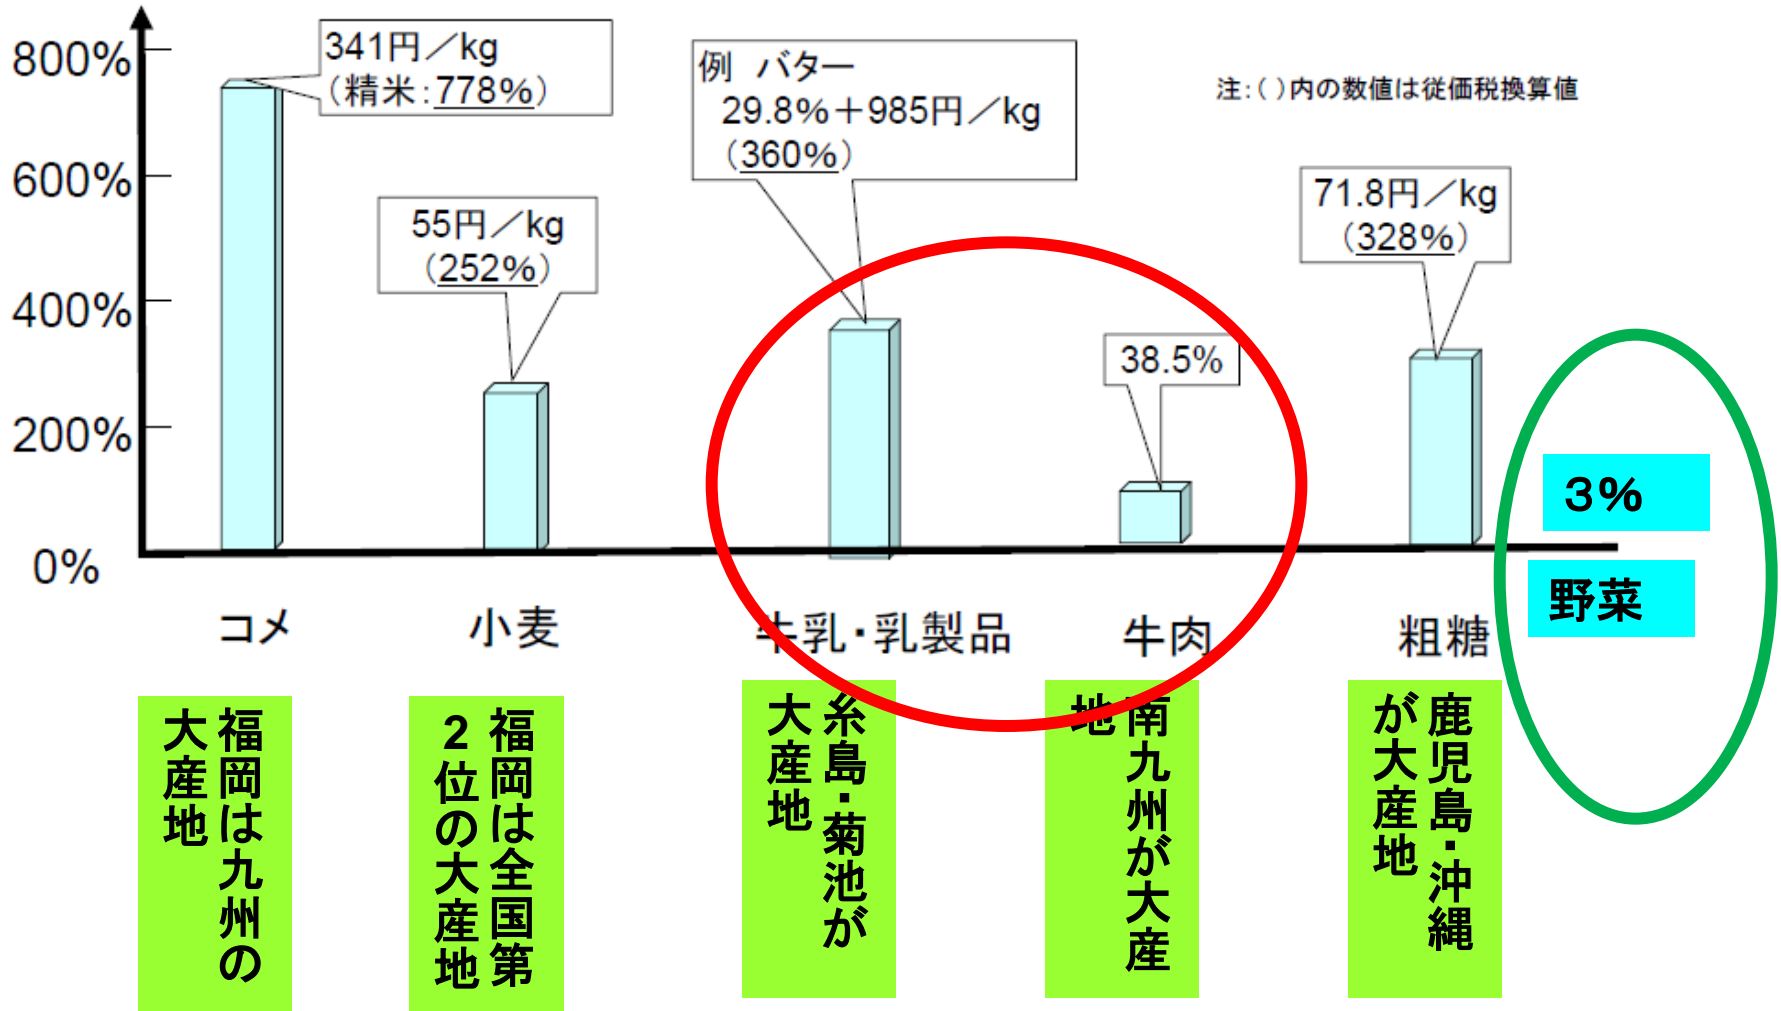 800%
600%
400%
200%
0%
341円／kg
（精米：778%）
55円／kg
（252%）
例　バター
29.8%＋985円／kg
（360%）
38.5%
71.8円／kg
（328%）
注：（ ）内の数値は従価税換算値
３％
野菜
コメ
小麦
牛乳・乳製品
牛肉
粗糖
福岡は九州の
大産地
福岡は全国第
２位の大産地
糸島・菊池が
大産地
南九州が大産
地
鹿児島・沖縄
が大産地